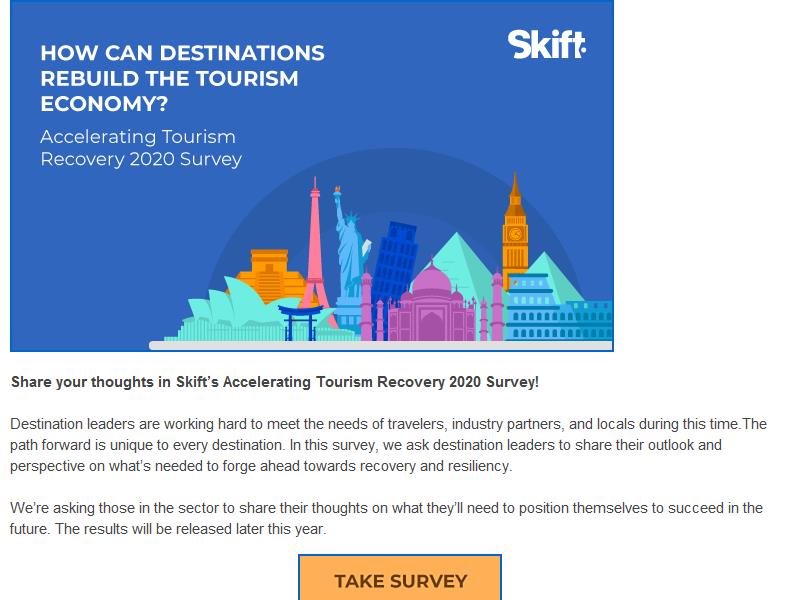 HOW CAN DESTINATIONS
REBUILD THE TOURISM
ECONOMY?
Skift
Accelerating Tourism
Recovery 2020 Survey
Share your thoughts in Skift's Accelerating Tourism Recovery 2020 Survey!
Destination leaders are working hard to meet the needs of travelers, industry partners, and locals during this time.The
path forward is unique to every destination. In this survey, we ask destination leaders to share their outlook and
perspective on what's needed to forge ahead towards recovery and resiliency.
We're asking those in the sector to share their thoughts on what they'll need to position themselves to succeed in the
future. The results will be released later this year.
TAKE SURVEY